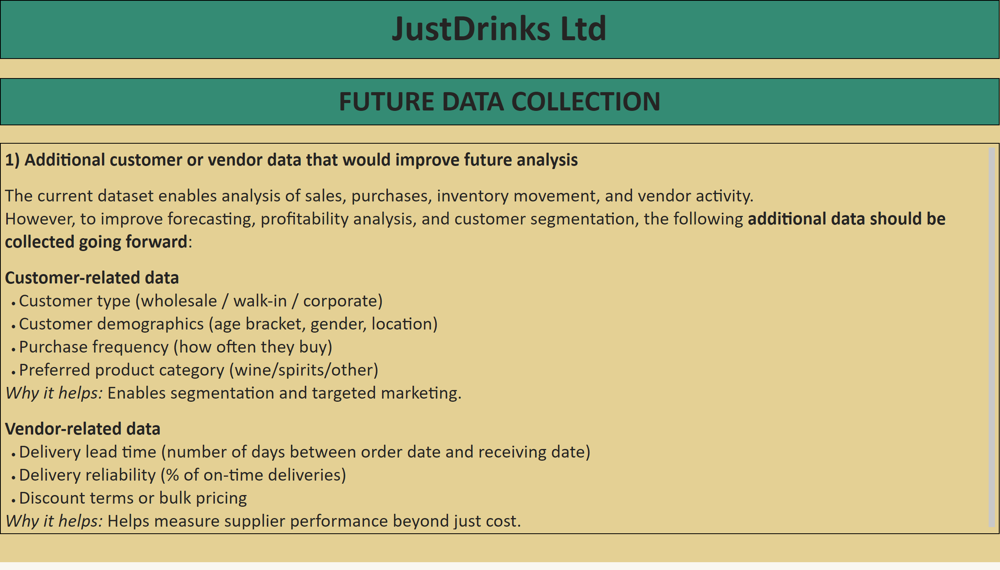 JustDrinks Ltd
FUTURE DATA COLLECTION
1) Additional customer or vendor data that would improve future analysis
The current dataset enables analysis of sales, purchases, inventory movement, and vendor activity.
However, to improve forecasting, profitability analysis, and customer segmentation, the following additional data should be
collected going forward:
Customer-related data
• Customer type (wholesale / walk-in / corporate)
• Customer demographics (age bracket, gender, location)
• Purchase frequency (how often they buy)
• Preferred product category (wine/spirits/other)
Why it helps: Enables segmentation and targeted marketing.
Vendor-related data
• Delivery lead time (number of days between order date and receiving date)
• Delivery reliability (% of on-time deliveries)
• Discount terms or bulk pricing
Why it helps: Helps measure supplier performance beyond just cost.